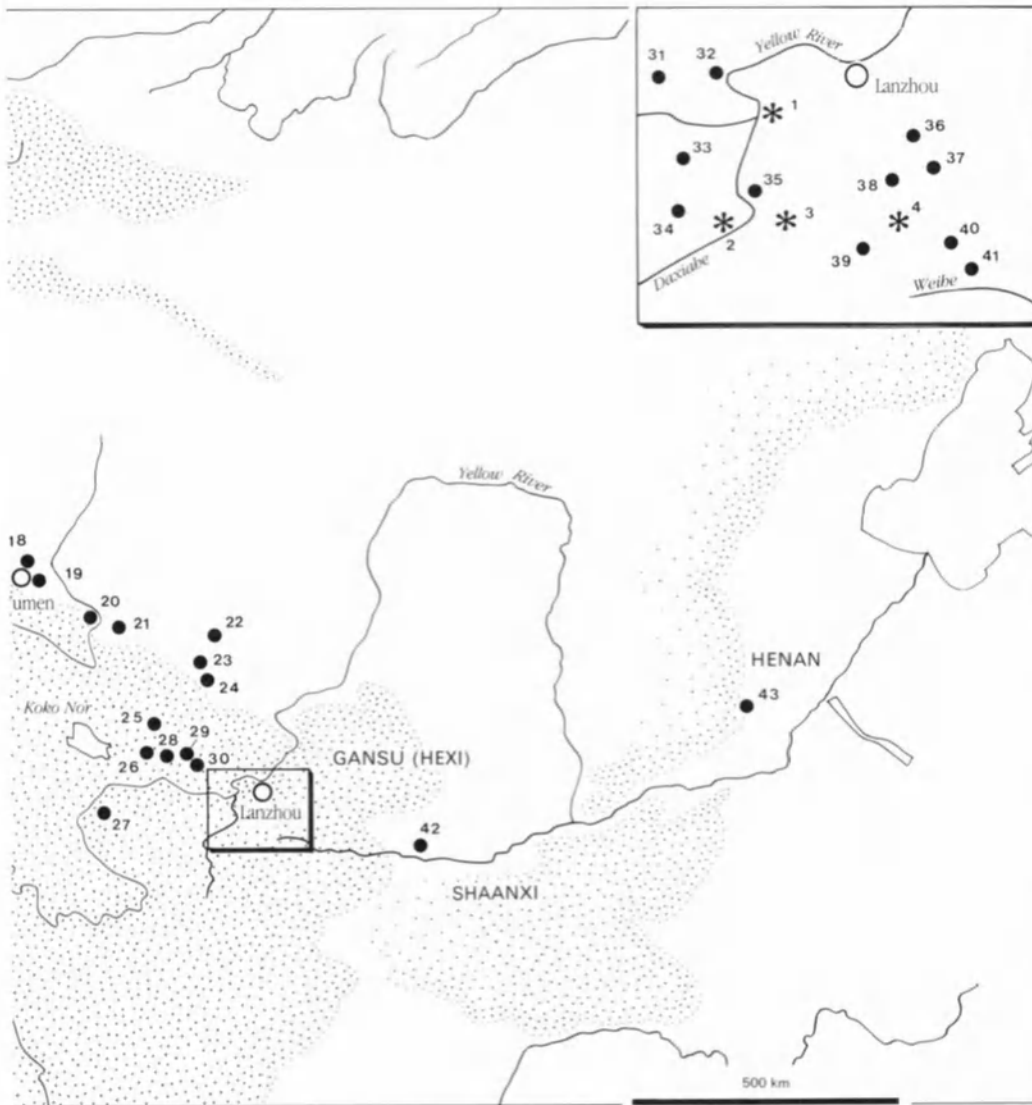 Yellow River
31
32
Lanzhou
1
36
33
37
35
38
34
3
4
2
40
39
41
Daxiahe
Weihe
Yellow River
18
19
umen
20
21
22
23
HENAN
24
43
Koko Nor
25
29
28
26
30
GANSU (HEXI)
Lanzhou
27
42
SHAANXI
500 km